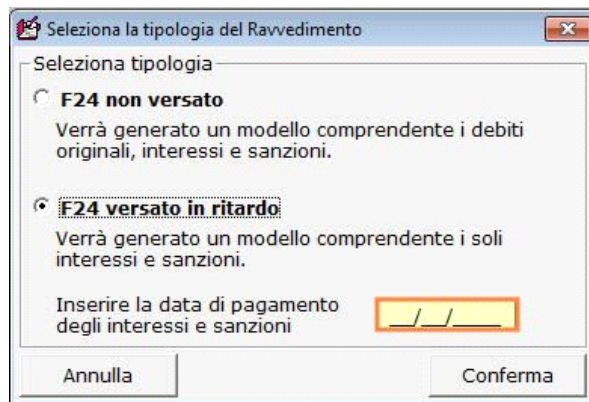 Seleziona la tipologia del Ravvedimento
Seleziona tipologia
F24 non versato
Verrà generato un modello comprendente i debiti
originali, interessi e sanzioni.
F24 versato in ritardo
Verrà generato un modello comprendente i soli
interessi e sanzioni.
Inserire la data di pagamento
degli interessi e sanzioni
__/__/____
Annulla
Conferma